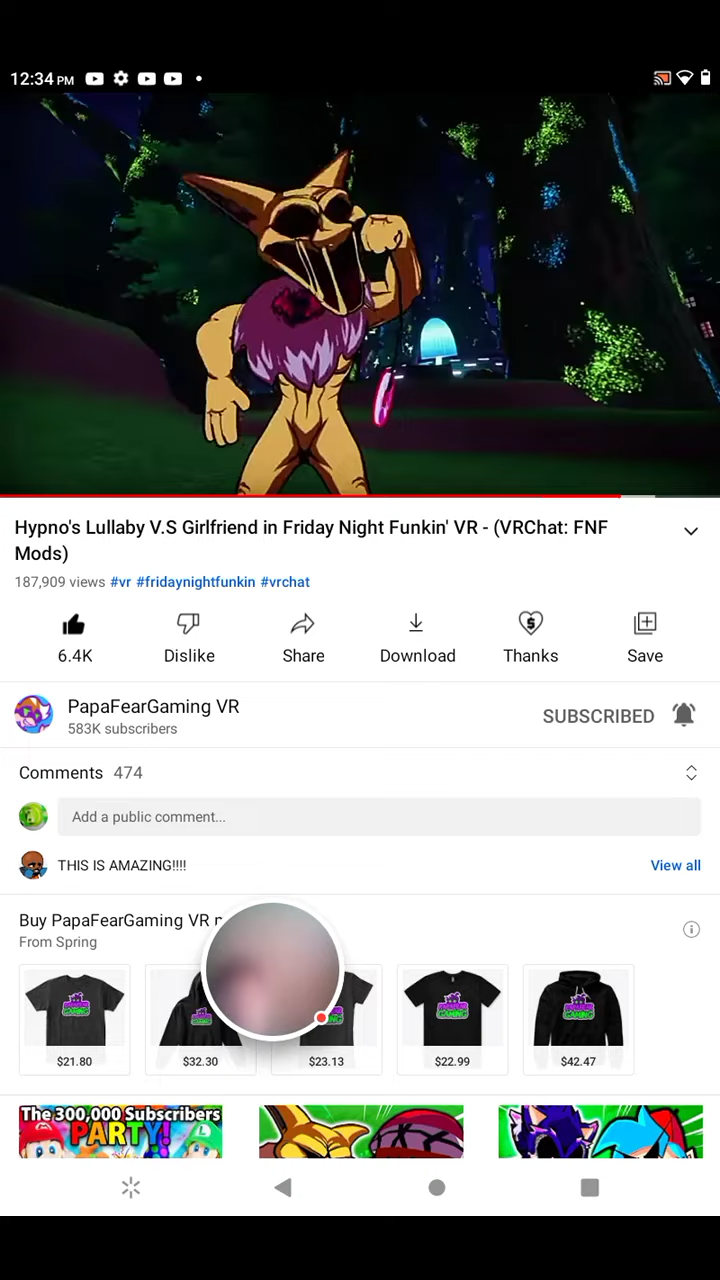 12:34 PM
Hypno's Lullaby V.S Girlfriend in Friday Night Funkin' VR - (VRChat: FNF
Mods)
187,909 views #vr #fridaynightfunkin #vrchat
6.4K
Dislike
Share
Download
Thanks
Save
PapaFearGaming VR
583K subscribers
SUBSCRIBED
Comments 474
Add a public comment...
THIS IS AMAZING!!!!
View all
Buy PapaFearGaming VR
From Spring
$21.80
$32.30
$23.13
$22.99
$42.47
The 300,000 Subscribers
PARTY!